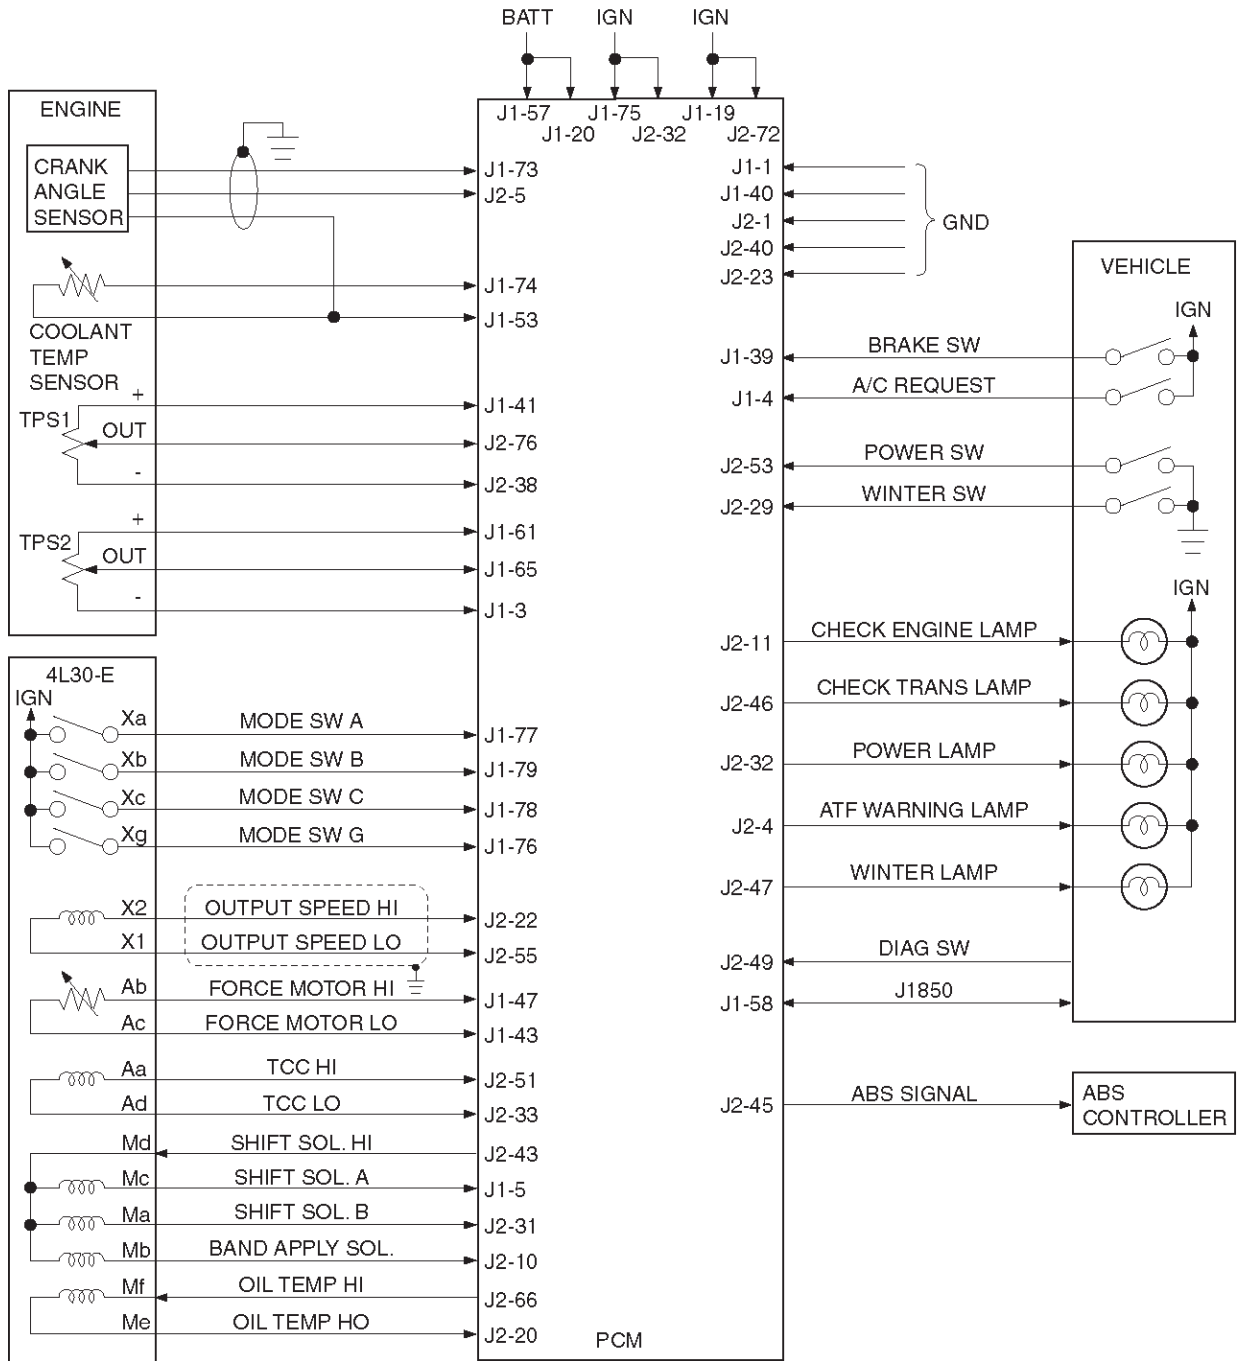 BATT IGN IGN
J1-57 J1-75 J1-19
J1-20 J2-32 J2-72
ENGINE
CRANK
ANGLE
SENSOR
J1-73
J2-5
J1-74
J1-53
COOLANT
TEMP
SENSOR
TPS1
+
OUT
-
J1-41
J2-76
J2-38
TPS2
+
OUT
-
J1-61
J1-65
J1-3
4L30-E
IGN
Xa MODE SW A J1-77
Xb MODE SW B J1-79
Xc MODE SW C J1-78
Xg MODE SW G J1-76
X2 OUTPUT SPEED HI J2-22
X1 OUTPUT SPEED LO J2-55
Ab FORCE MOTOR HI J1-47
Ac FORCE MOTOR LO J1-43
Aa TCC HI J2-51
Ad TCC LO J2-33
Md SHIFT SOL. HI J2-43
Mc SHIFT SOL. A J1-5
Ma SHIFT SOL. B J2-31
Mb BAND APPLY SOL. J2-10
Mf OIL TEMP HI J2-66
Me OIL TEMP HO J2-20
PCM
J1-1
J1-40
J2-1
J2-40
J2-23
GND
VEHICLE
IGN
J1-39 BRAKE SW
J1-4 A/C REQUEST
J2-53 POWER SW
J2-29 WINTER SW
IGN
J2-11 CHECK ENGINE LAMP
J2-46 CHECK TRANS LAMP
J2-32 POWER LAMP
J2-4 ATF WARNING LAMP
J2-47 WINTER LAMP
J2-49 DIAG SW
J1-58 J1850
J2-45 ABS SIGNAL
ABS
CONTROLLER